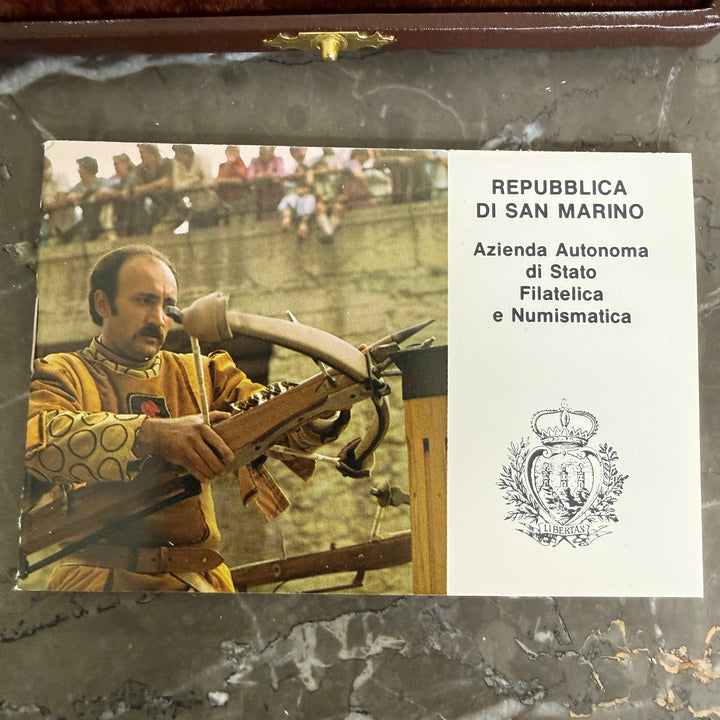 REPUBBLICA
DI SAN MARINO
Azienda Autonoma
di Stato
Filatelica
e Numismatica
LIBERTAS